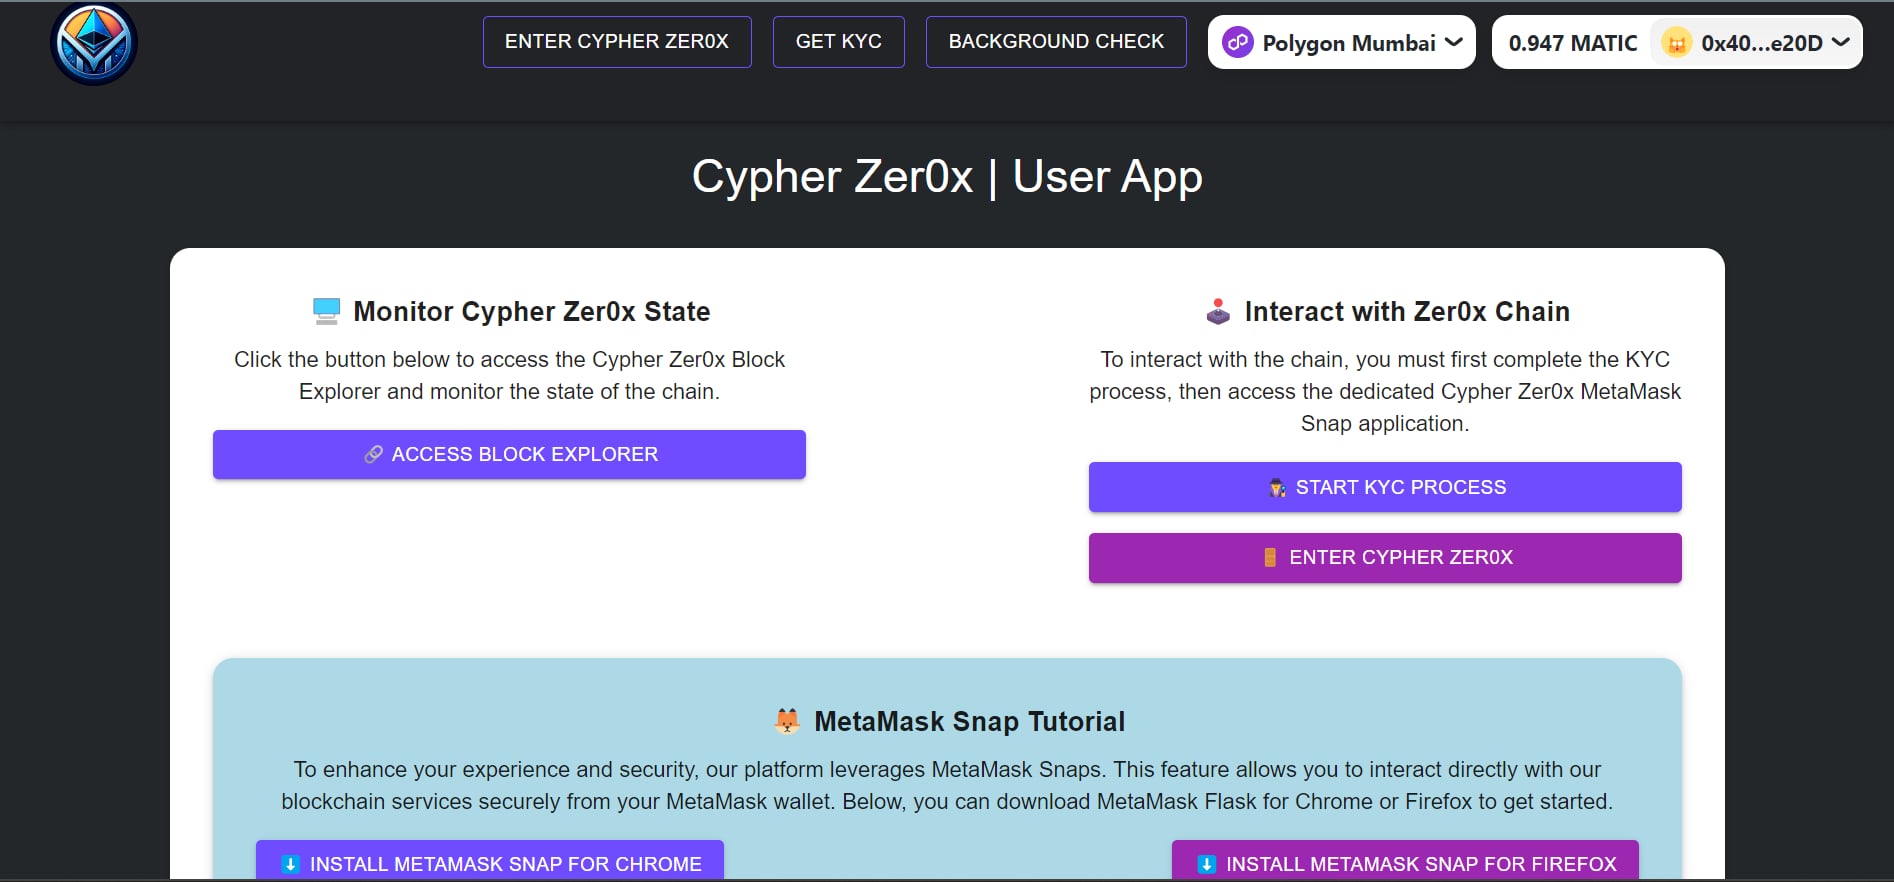 ENTER CYPHER ZER0X
GET KYC
BACKGROUND CHECK
Polygon Mumbai
0.947 MATIC
0x40...e20D
Cypher Zer0x | User App
Monitor Cypher Zer0x State
Click the button below to access the Cypher Zer0x Block
Explorer and monitor the state of the chain.
ACCESS BLOCK EXPLORER
Interact with Zer0x Chain
To interact with the chain, you must first complete the KYC
process, then access the dedicated Cypher Zer0x MetaMask
Snap application.
START KYC PROCESS
ENTER CYPHER ZER0X
MetaMask Snap Tutorial
To enhance your experience and security, our platform leverages MetaMask Snaps. This feature allows you to interact directly with our
blockchain services securely from your MetaMask wallet. Below, you can download MetaMask Flask for Chrome or Firefox to get started.
INSTALL METAMASK SNAP FOR CHROME
INSTALL METAMASK SNAP FOR FIREFOX